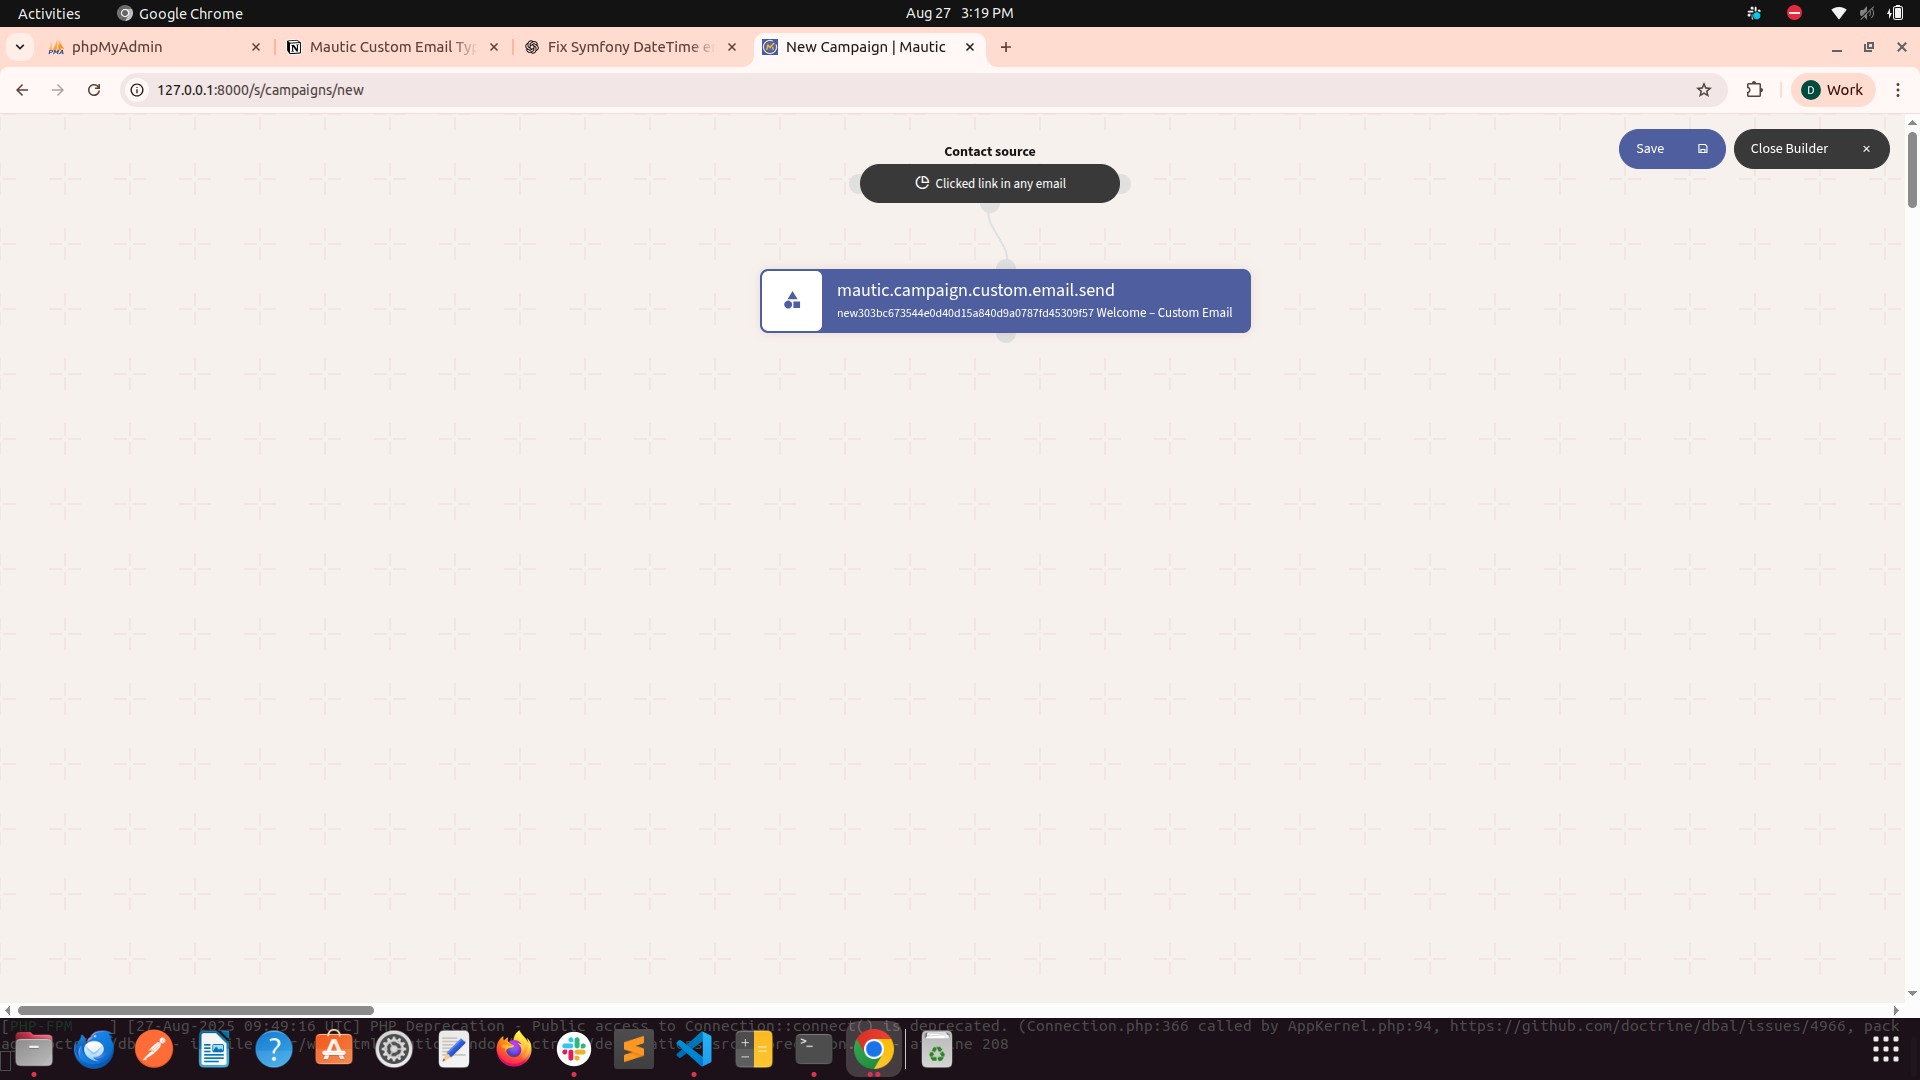 Activities
Google Chrome
Aug 27 3:19 PM
phpMyAdmin
Mautic Custom Email Ty
Fix Symfony DateTime e
New Campaign | Mautic
127.0.0.1:8000/s/campaigns/new
D Work
Contact source
Clicked link in any email
Save
Close Builder
mautic.campaign.custom.email.send
new303bc673544e0d40d15a840d9a0787fd45309f57 Welcome – Custom Email
[PHP-FPM ] [27-Aug-2025 09:49:16 UTC] PHP Deprecation - Public access to Connection::connect() is deprecated. (Connection.php:366 called by AppKernel.php:94, https://github.com/doctrine/dbal/issues/4966, pack
line 208